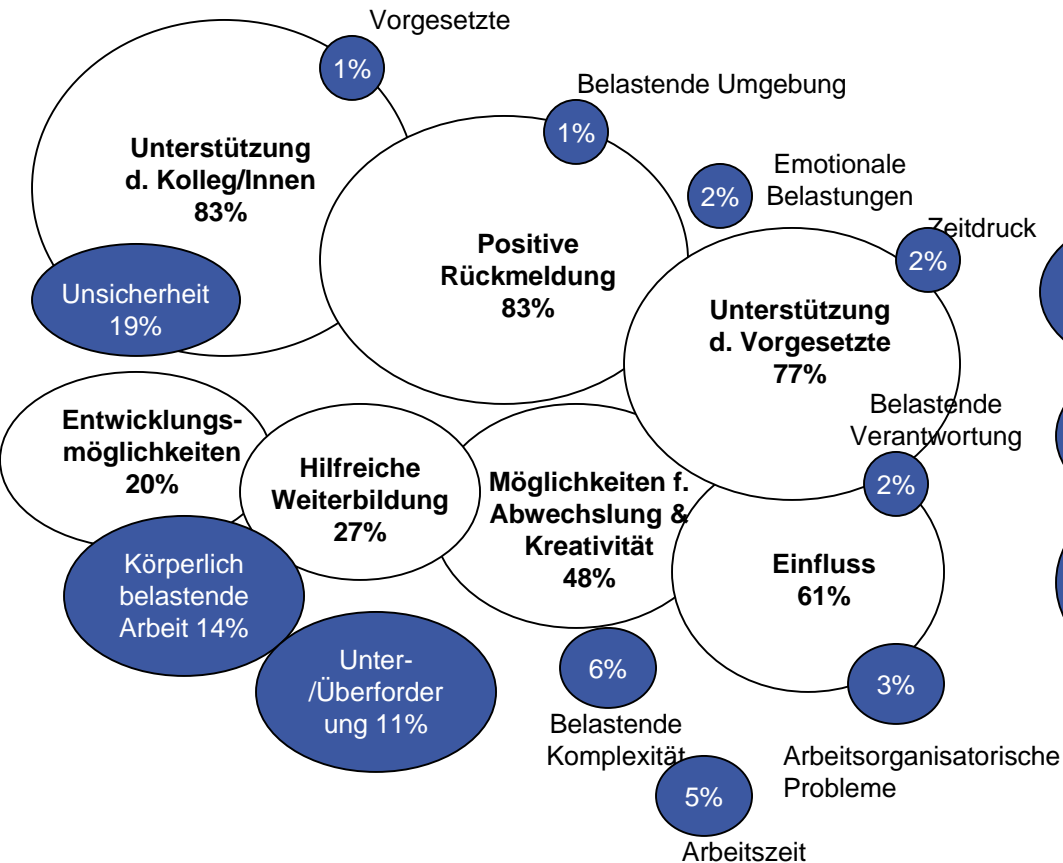 Vorgesetzte
1%
Belastende Umgebung
1%
Unterstützung
d. Kolleg/Innen
83%
Emotionale
Belastungen
2%
Zeitdruck
2%
Positive
Rückmeldung
83%
Unsicherheit
19%
Unterstützung
d. Vorgesetzte
77%
Belastende
Verantwortung
2%
Entwicklungs-
möglichkeiten
20%
Hilfreiche
Weiterbildung
27%
Möglichkeiten f.
Abwechslung &
Kreativität
48%
Einfluss
61%
Körperlich
belastende
Arbeit 14%
Unter-
/Überforder
ung 11%
6%
Belastende
Komplexität
3%
Arbeitsorganisatorische
Probleme
5%
Arbeitszeit